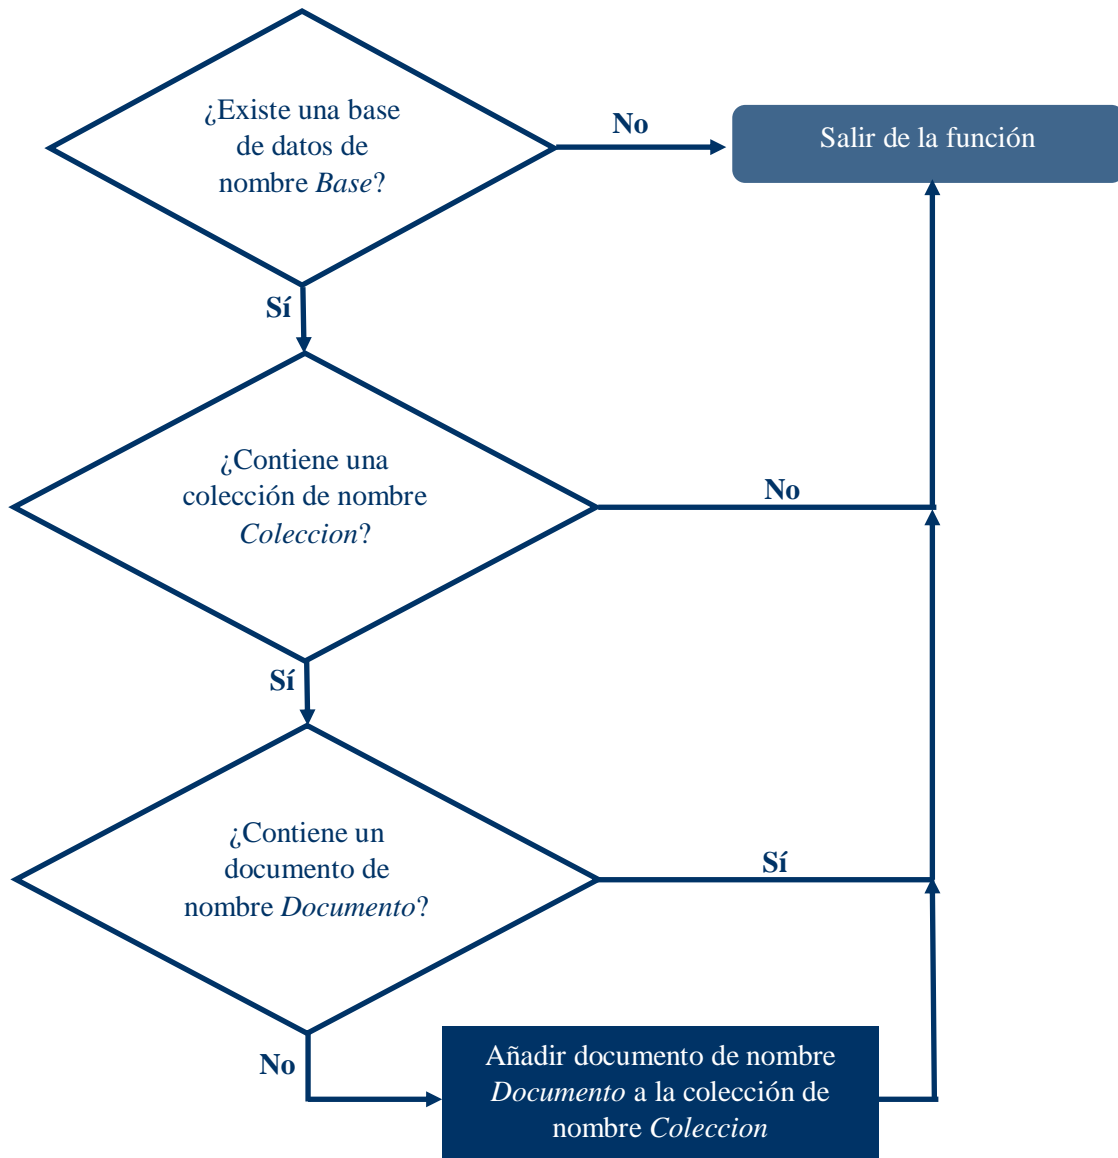 ¿Existe una base
de datos de
nombre Base?
No
Salir de la función
Sí
¿Contiene una
colección de nombre
Coleccion?
No
Sí
¿Contiene un
documento de
nombre Documento?
Sí
No
Añadir documento de nombre
Documento a la colección de
nombre Coleccion